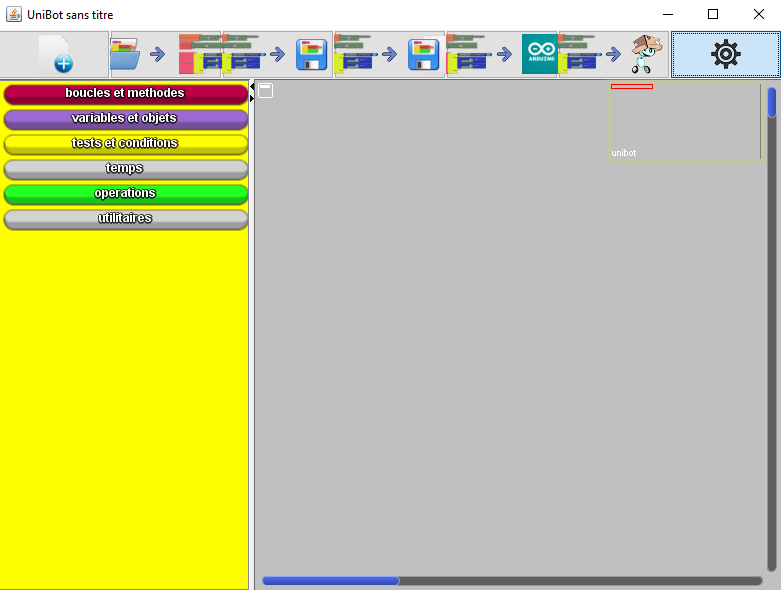 UniBot sans titre
ARDUINO
boucles et methodes
variables et objets
tests et conditions
temps
operations
utilitaires
unibot